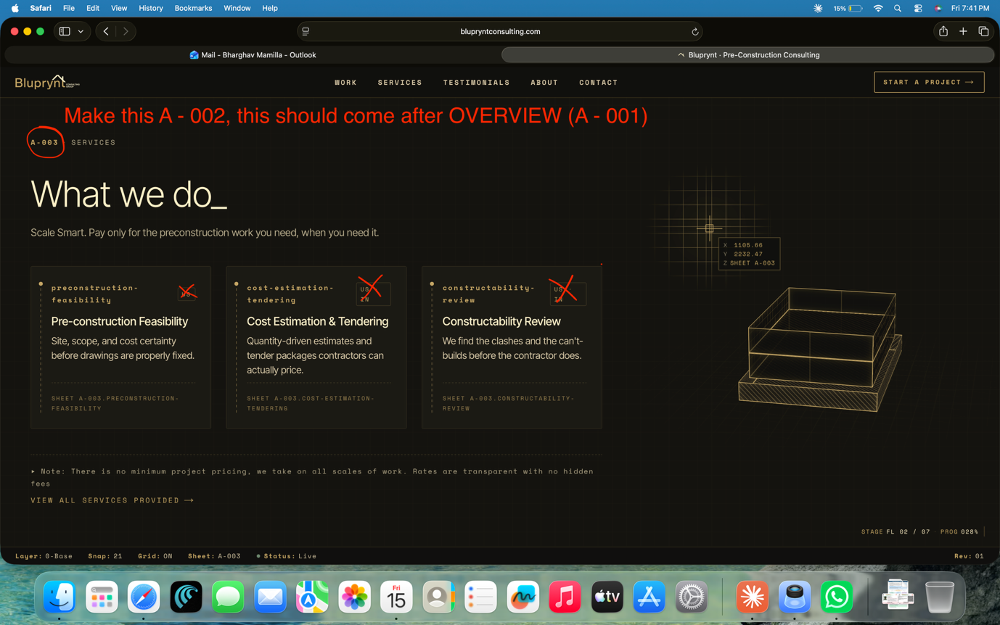 Safari File Edit View History Bookmarks Window Help 15% Fri 7:41 PM
blupryntconsulting.com
Mail - Bharghav Mamilla - Outlook
Bluprynt · Pre-Construction Consulting
Bluprynt CONSULTING GROUP
WORK SERVICES TESTIMONIALS ABOUT CONTACT
START A PROJECT →
Make this A - 002, this should come after OVERVIEW (A - 001)
A-003 SERVICES
What we do_
Scale Smart. Pay only for the preconstruction work you need, when you need it.
X 1105.66
Y 2232.47
Z SHEET A-003
preconstruction-
feasibility
US
Pre-construction Feasibility
Site, scope, and cost certainty
before drawings are properly fixed.
SHEET A-003.PRECONSTRUCTION-
FEASIBILITY
cost-estimation-
tendering
US ·
IN
Cost Estimation & Tendering
Quantity-driven estimates and
tender packages contractors can
actually price.
SHEET A-003.COST-ESTIMATION-
TENDERING
constructability-
review
US ·
IN
Constructability Review
We find the clashes and the can't-
builds before the contractor does.
SHEET A-003.CONSTRUCTABILITY-
REVIEW
▸ Note: There is no minimum project pricing, we take on all scales of work. Rates are transparent with no hidden
fees
VIEW ALL SERVICES PROVIDED →
STAGE FL 02 / 07 · PROG 028%
Layer: 0-Base Snap: 21 Grid: ON Sheet: A-003 Status: Live Rev: 01
Fri
15
tv